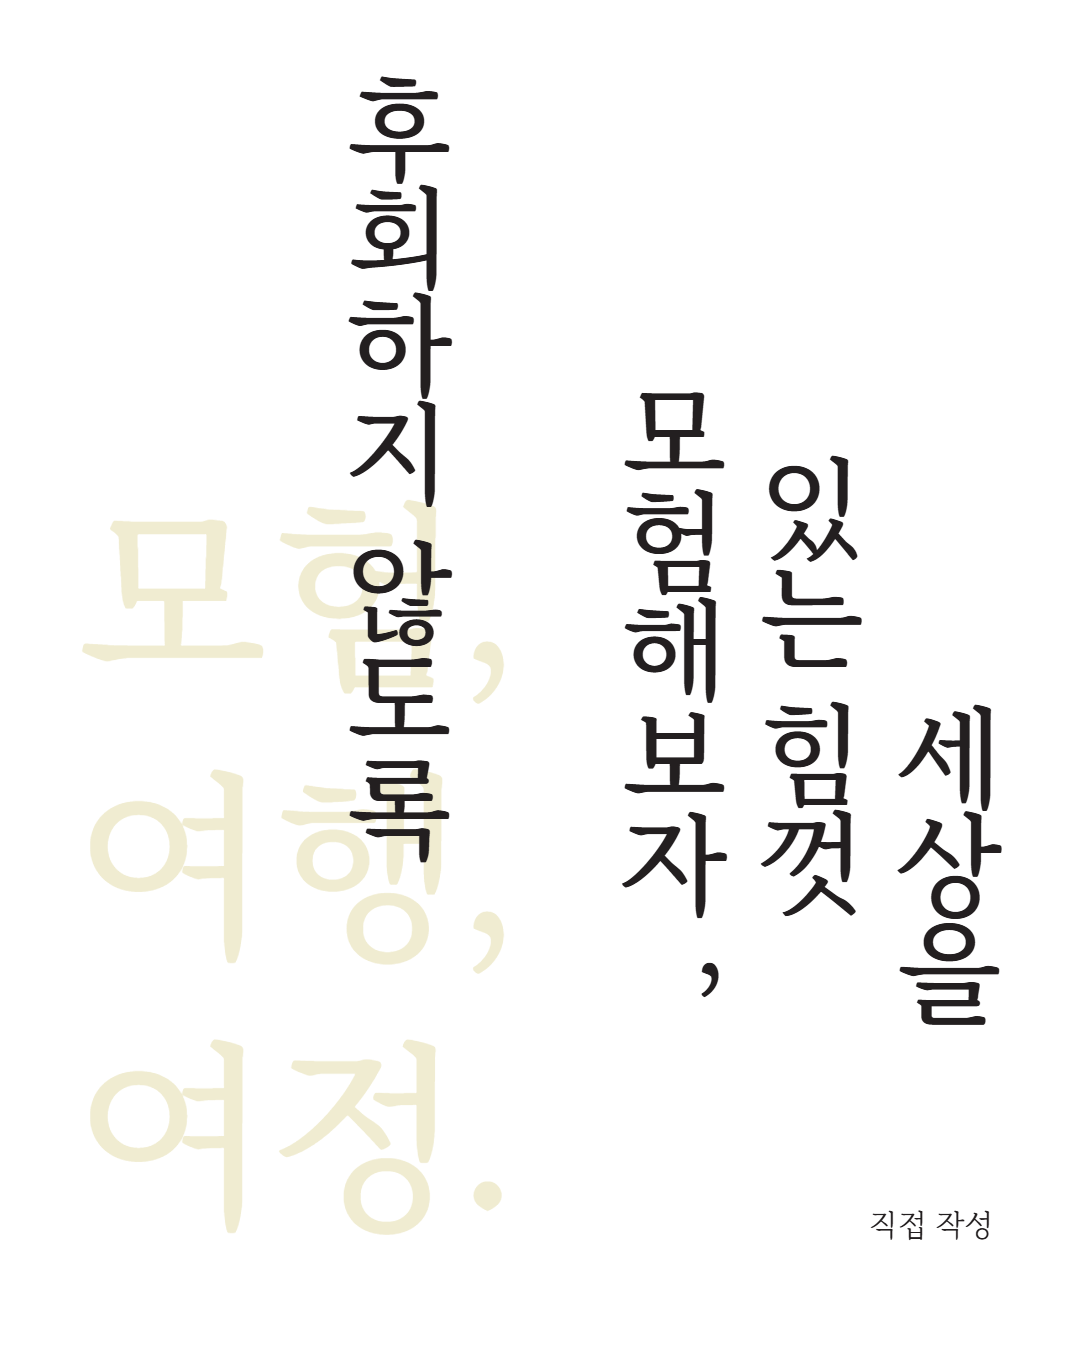 세상을
있는 힘껏
모험해보자,
후회하지 않도록
모험,
여행,
여정.
직접 작성